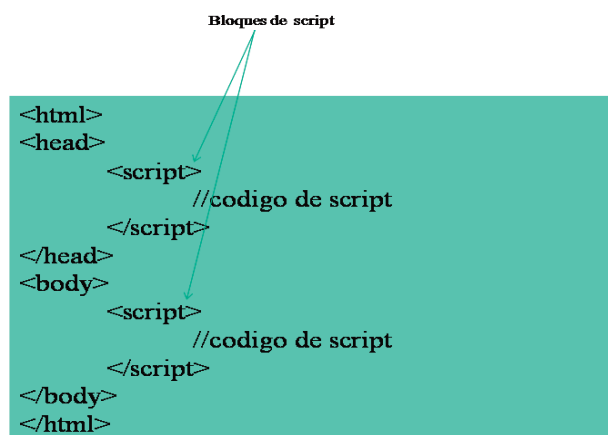 Bloques de script
<html>
<head>
<script>
//codigo de script
</script>
</head>
<body>
<script>
//codigo de script
</script>
</body>
</html>